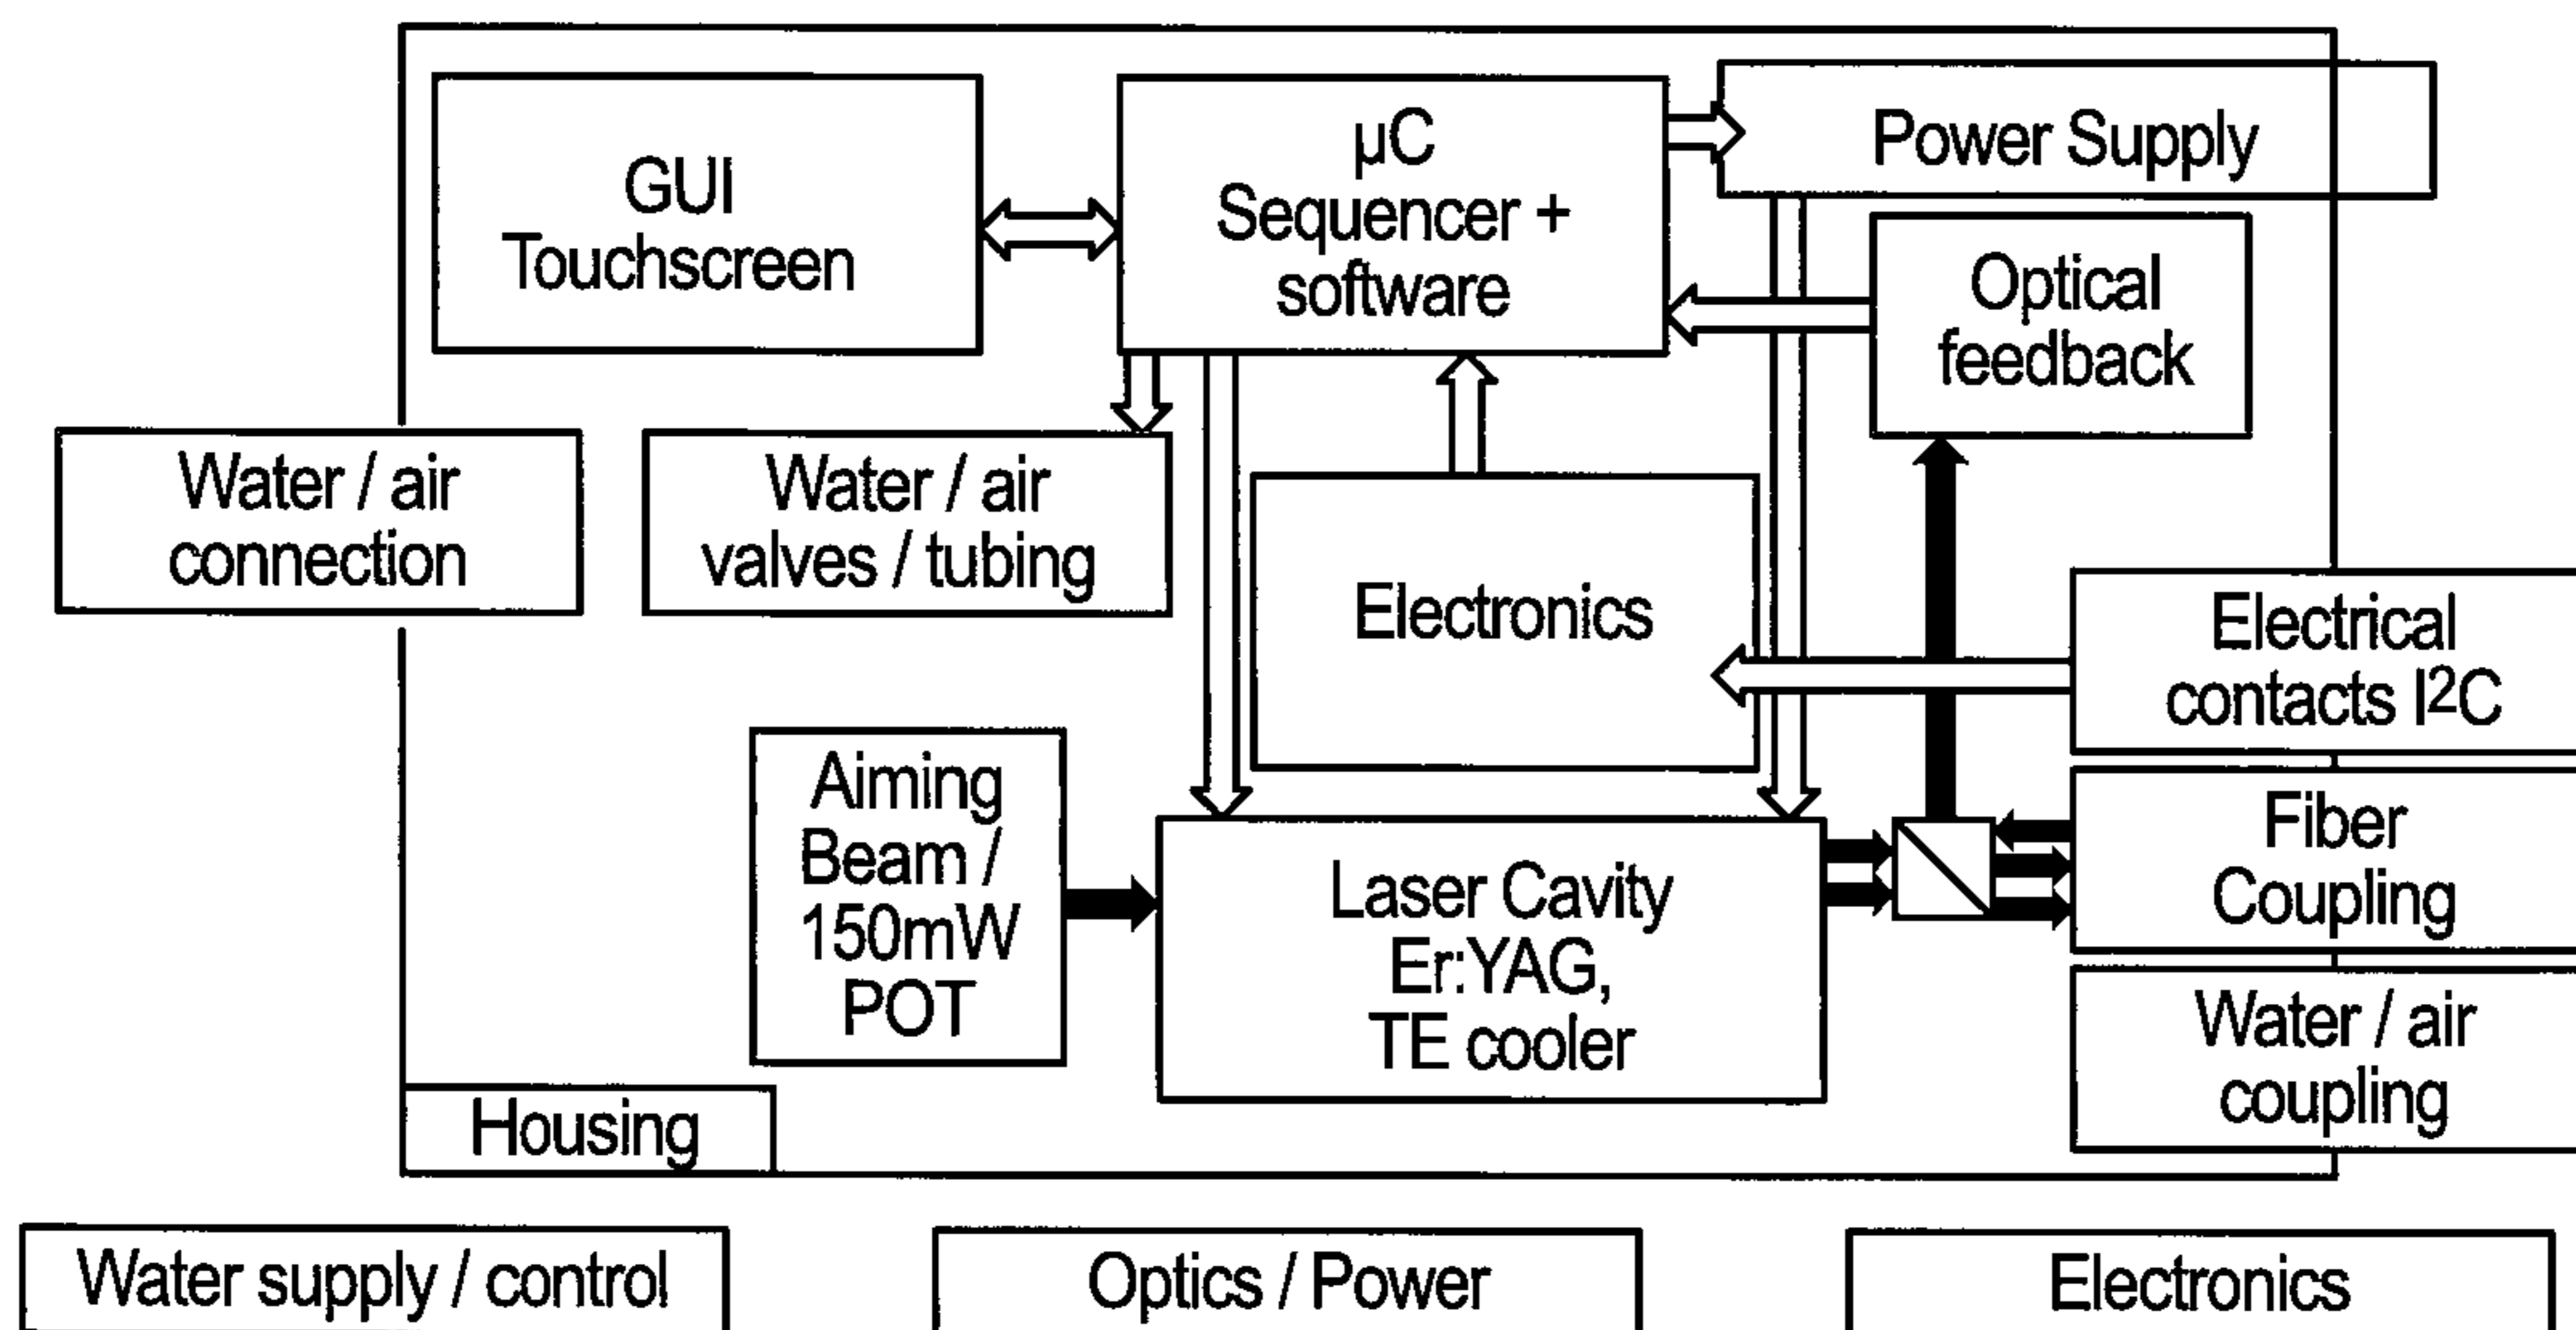 GUI
Touchscreen
µC
Sequencer +
software
Power Supply
Optical
feedback
Water / air
connection
Water / air
valves / tubing
Electronics
Electrical
contacts I²C
Aiming
Beam /
150mW
POT
Laser Cavity
Er:YAG,
TE cooler
Fiber
Coupling
Water / air
coupling
Housing
Water supply / control
Optics / Power
Electronics